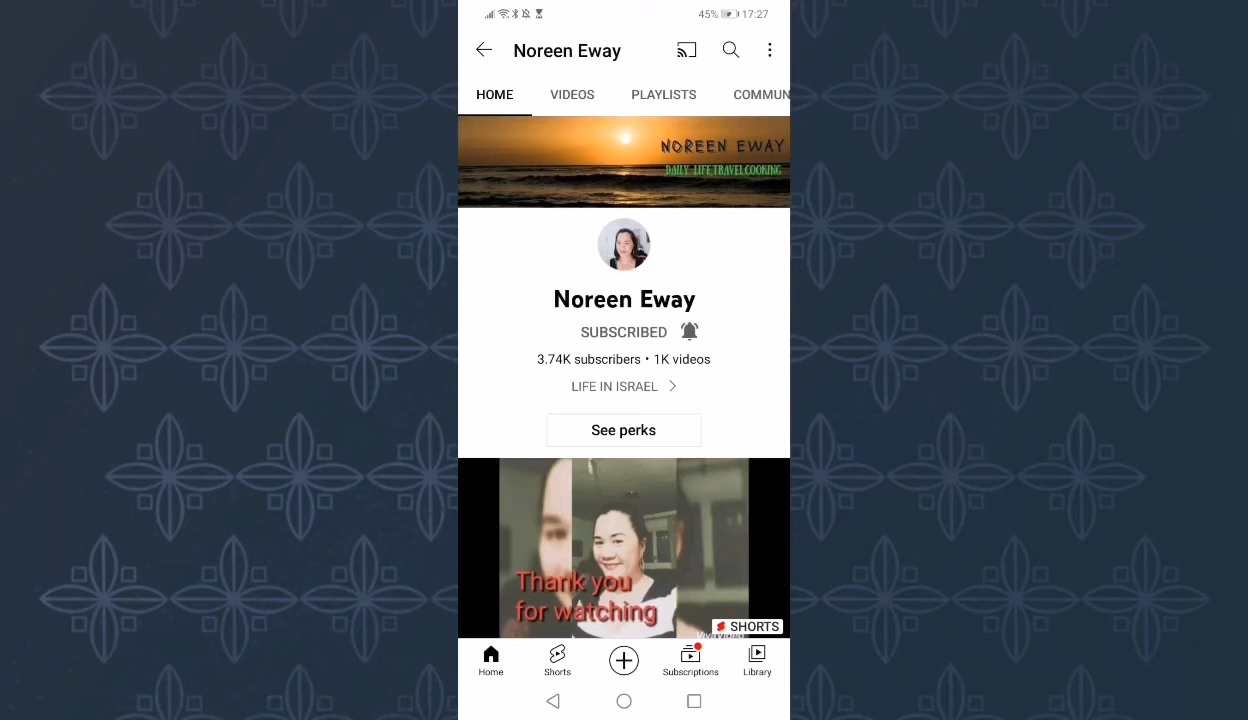 45% 17:27
Noreen Eway
HOME VIDEOS PLAYLISTS COMMUN
NOREEN EWAY
DAILY LIFE,TRAVEL,COOKING
Noreen Eway
SUBSCRIBED
3.74K subscribers • 1K videos
LIFE IN ISRAEL
See perks
Thank you
for watching
SHORTS
VivaVideo
Home Shorts Subscriptions Library